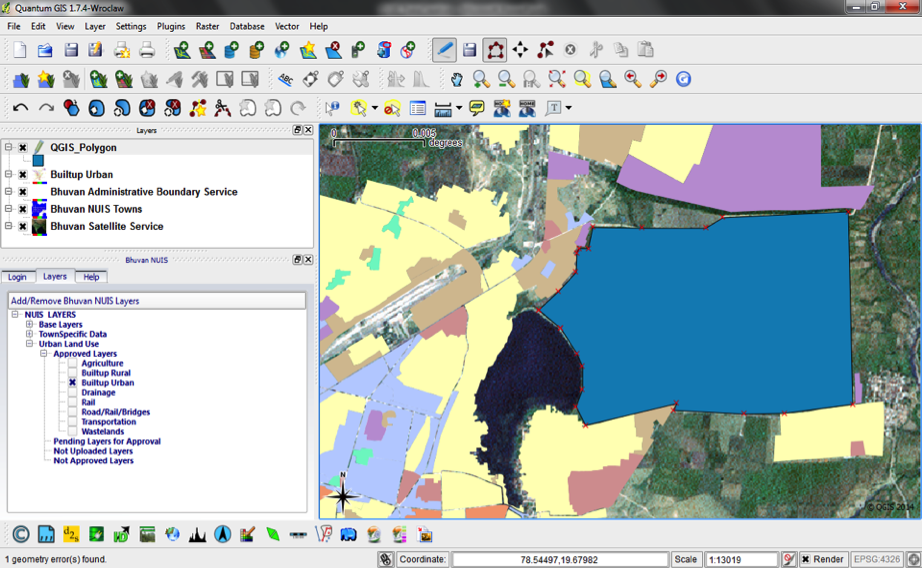 Quantum GIS 1.7.4-Wroclaw
File Edit View Layer Settings Plugins Raster Database Vector Help
Layers
QGIS_Polygon
Builtup Urban
Bhuvan Administrative Boundary Service
Bhuvan NUIS Towns
Bhuvan Satellite Service
Bhuvan NUIS
Login Layers Help
Add/Remove Bhuvan NUIS Layers
NUIS LAYERS
Base Layers
TownSpecific Data
Urban Land Use
Approved Layers
Agriculture
Builtup Rural
Builtup Urban
Drainage
Rail
Road/Rail/Bridges
Transportation
Wastelands
Pending Layers for Approval
Not Uploaded Layers
Not Approved Layers
0 0.005
degrees
N
© QGIS 2014
1 geometry error(s) found.
Coordinate: 78.54497,19.67982 Scale 1:13019 Render EPSG:4326